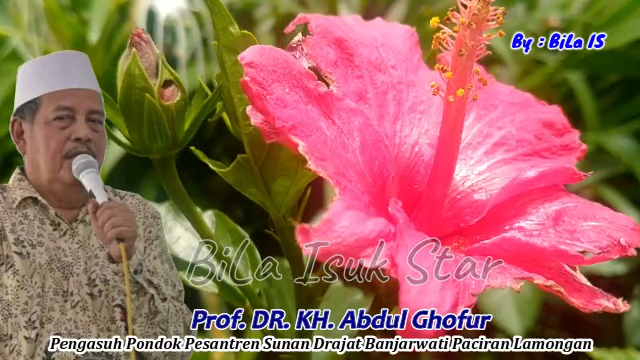 By : BiLa IS
BiLa Isuk Star
Prof. DR. KH. Abdul Ghofur
Pengasuh Pondok Pesantren Sunan Drajat Banjarwati Paciran Lamongan